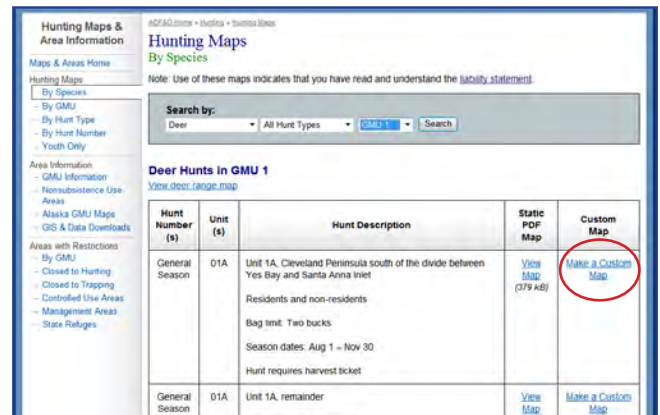 Hunting Maps &
Area Information
Maps & Areas Home
Hunting Maps
By Species
- By GMU
- By Hunt Type
- By Hunt Number
- Youth Only
Area Information
- GMU Information
- Nonsubsistence Use
Areas
- Alaska GMU Maps
- GIS & Data Downloads
Areas with Restrictions
- By GMU
- Closed to Hunting
- Closed to Trapping
- Controlled Use Areas
- Management Areas
- State Refuges
ADF&G Home » Hunting » Hunting Maps
Hunting Maps
By Species
Note: Use of these maps indicates that you have read and understand the liability statement.
Search by:
Deer All Hunt Types GMU 1 Search
Deer Hunts in GMU 1
View deer range map
Hunt
Number
(s)
Unit
(s)
Hunt Description
Static
PDF
Map
Custom
Map
General
Season
01A
Unit 1A, Cleveland Peninsula south of the divide between
Yes Bay and Santa Anna Inlet
Residents and non-residents
Bag limit: Two bucks
Season dates: Aug 1 – Nov 30
Hunt requires harvest ticket
View
Map
(379 kB)
Make a Custom
Map
General
Season
01A
Unit 1A, remainder
View
Map
Make a Custom
Map